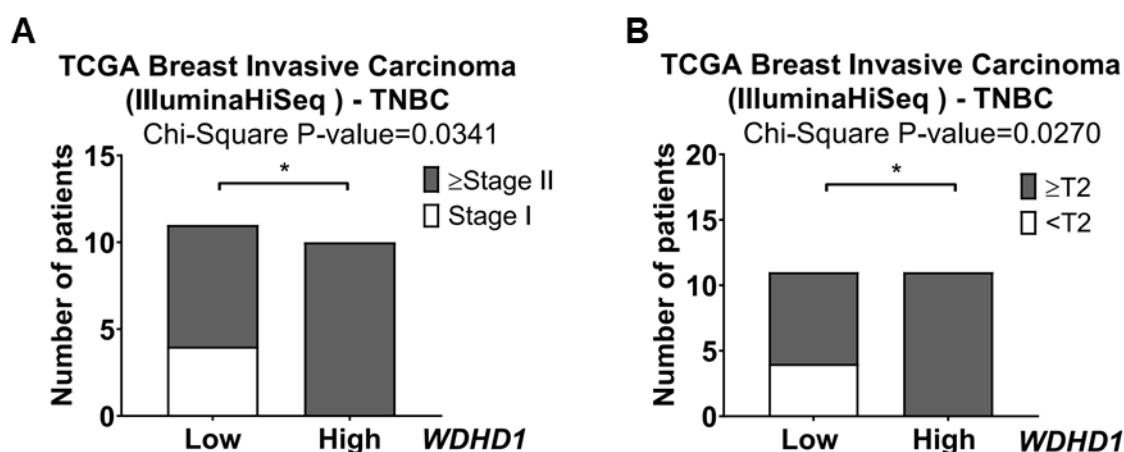 A
TCGA Breast Invasive Carcinoma
(IlluminaHiSeq ) - TNBC
Chi-Square P-value=0.0341
Number of patients
15
10
5
0
*
≥Stage II
Stage I
Low High WDHD1
B
TCGA Breast Invasive Carcinoma
(IlluminaHiSeq ) - TNBC
Chi-Square P-value=0.0270
Number of patients
20
15
10
5
0
*
≥T2
<T2
Low High WDHD1